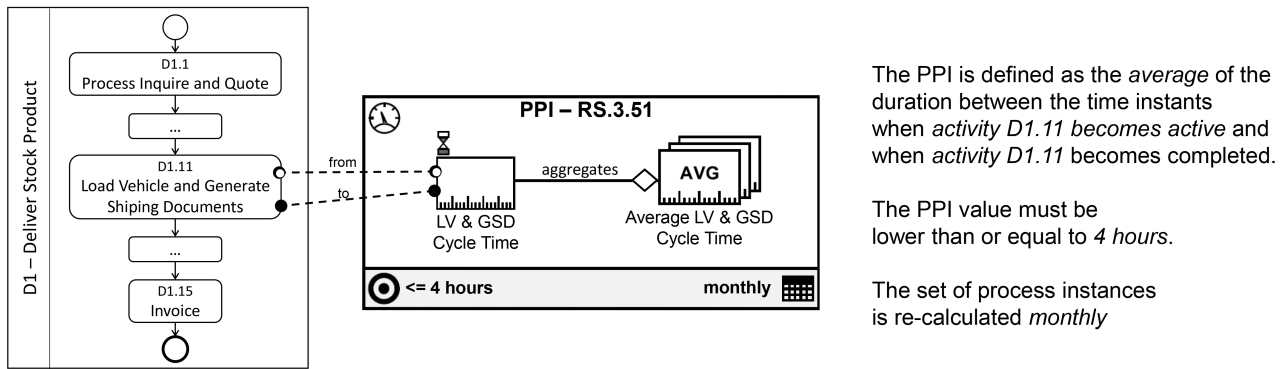 D1 – Deliver Stock Product
D1.1
Process Inquire and Quote
...
D1.11
Load Vehicle and Generate
Shiping Documents
...
D1.15
Invoice
from
to
PPI – RS.3.51
LV & GSD
Cycle Time
aggregates
AVG
Average LV & GSD
Cycle Time
<= 4 hours
monthly
The PPI is defined as the average of the
duration between the time instants
when activity D1.11 becomes active and
when activity D1.11 becomes completed.
The PPI value must be
lower than or equal to 4 hours.
The set of process instances
is re-calculated monthly